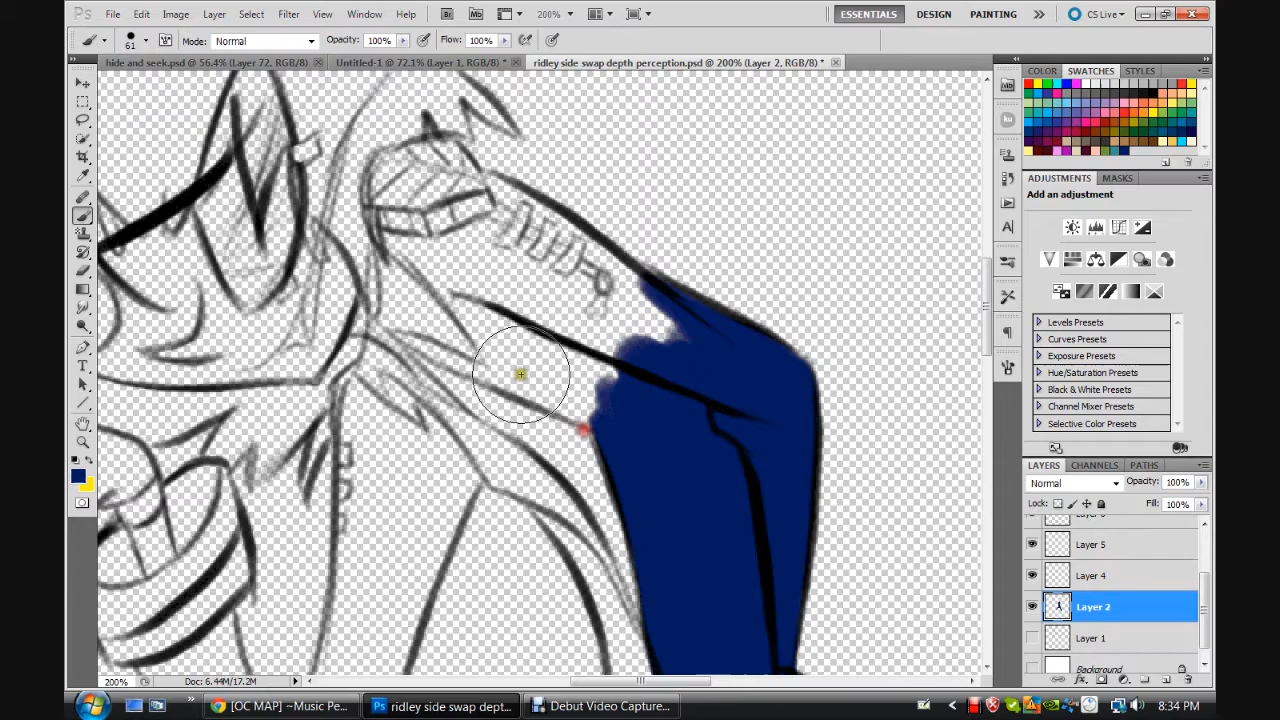 Ps File Edit Image Layer Select Filter View Window Help Br Mb 200% ESSENTIALS DESIGN PAINTING CS Live
61 Mode: Normal Opacity: 100% Flow: 100%
hide and seek.psd @ 56.4% (Layer 72, RGB/8) Untitled-1 @ 72.1% (Layer 1, RGB/8) * ridley side swap depth perception.psd @ 200% (Layer 2, RGB/8) *
COLOR SWATCHES STYLES
ADJUSTMENTS MASKS
Add an adjustment
Levels Presets
Curves Presets
Exposure Presets
Hue/Saturation Presets
Black & White Presets
Channel Mixer Presets
Selective Color Presets
LAYERS CHANNELS PATHS
Normal Opacity: 100%
Lock: Fill: 100%
Layer 5
Layer 4
Layer 2
Layer 1
Background
200% Doc: 6.44M/17.2M
[OC MAP] ~Music Pe... ridley side swap dept... Debut Video Capture... 8:34 PM